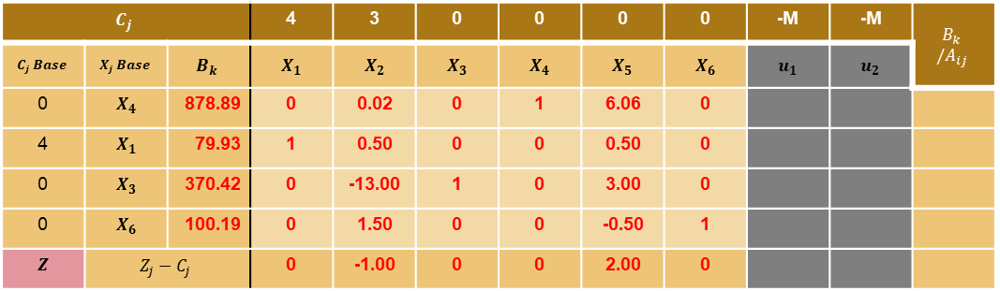 C_j 4 3 0 0 0 0 -M -M B_k /A_ij
C_j Base X_j Base B_k X_1 X_2 X_3 X_4 X_5 X_6 u_1 u_2
0 X_4 878.89 0 0.02 0 1 6.06 0
4 X_1 79.93 1 0.50 0 0 0.50 0
0 X_3 370.42 0 -13.00 1 0 3.00 0
0 X_6 100.19 0 1.50 0 0 -0.50 1
Z Z_j − C_j 0 -1.00 0 0 2.00 0